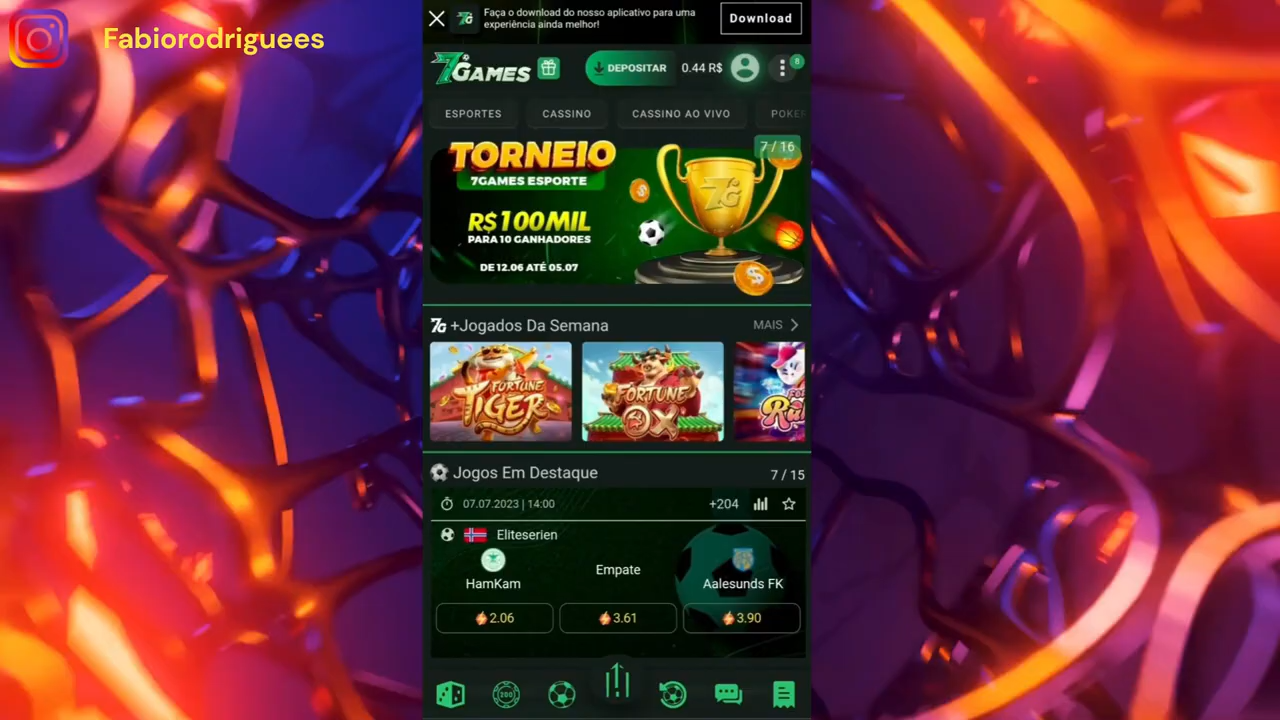 Fabiorodriguees
Faça o download do nosso aplicativo para uma
experiência ainda melhor!
Download
7GAMES
DEPOSITAR
0.44 R$
8
ESPORTES
CASSINO
CASSINO AO VIVO
POKE
7 / 16
TORNEIO
7GAMES ESPORTE
R$100MIL
PARA 10 GANHADORES
DE 12.06 ATÉ 05.07
7G
7G +Jogados Da Semana
MAIS
FORTUNE
TIGER
FORTUNE
OX
Jogos Em Destaque
7 / 15
07.07.2023 | 14:00
+204
Eliteserien
HamKam
Empate
Aalesunds FK
2.06
3.61
3.90
200